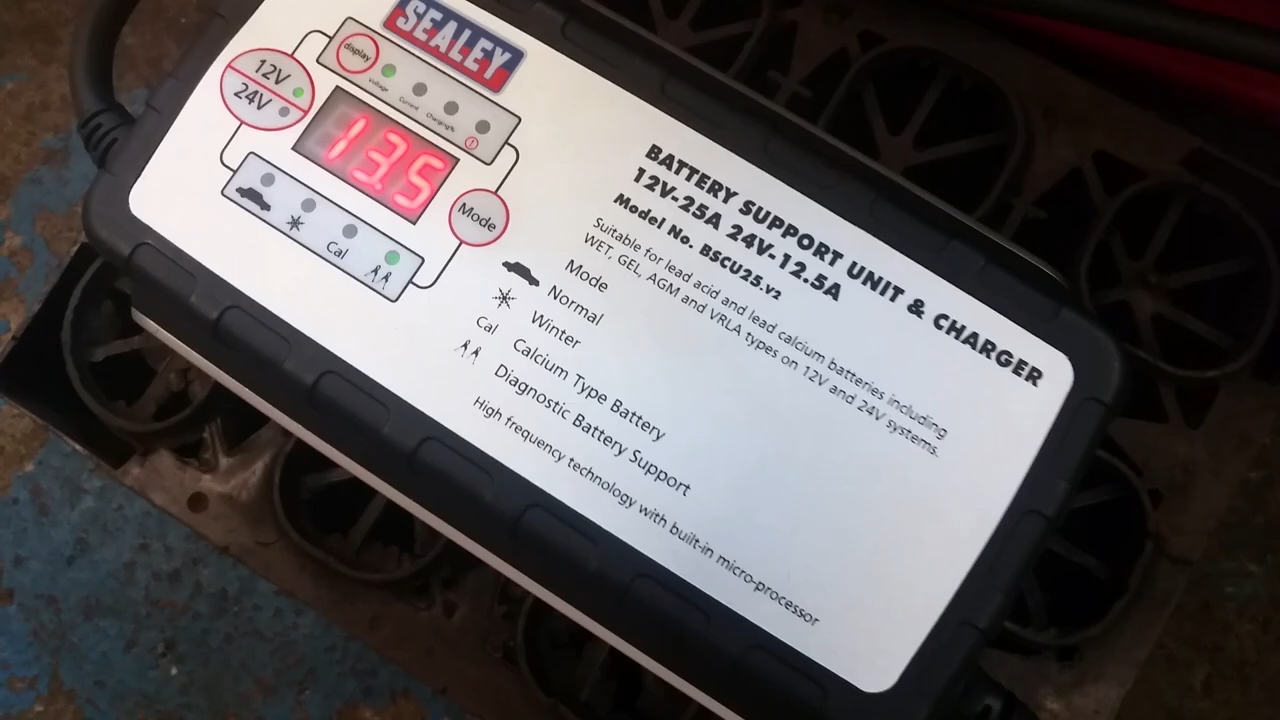 SEALEY
display
Voltage
Current
Charging%
12V
24V
13.5
Mode
Cal
BATTERY SUPPORT UNIT & CHARGER
12V-25A 24V-12.5A
Model No. BSCU25.V2
Suitable for lead acid and lead calcium batteries including
WET, GEL, AGM and VRLA types on 12V and 24V systems.
Mode
Normal
Winter
Cal Calcium Type Battery
Diagnostic Battery Support
High frequency technology with built-in micro-processor